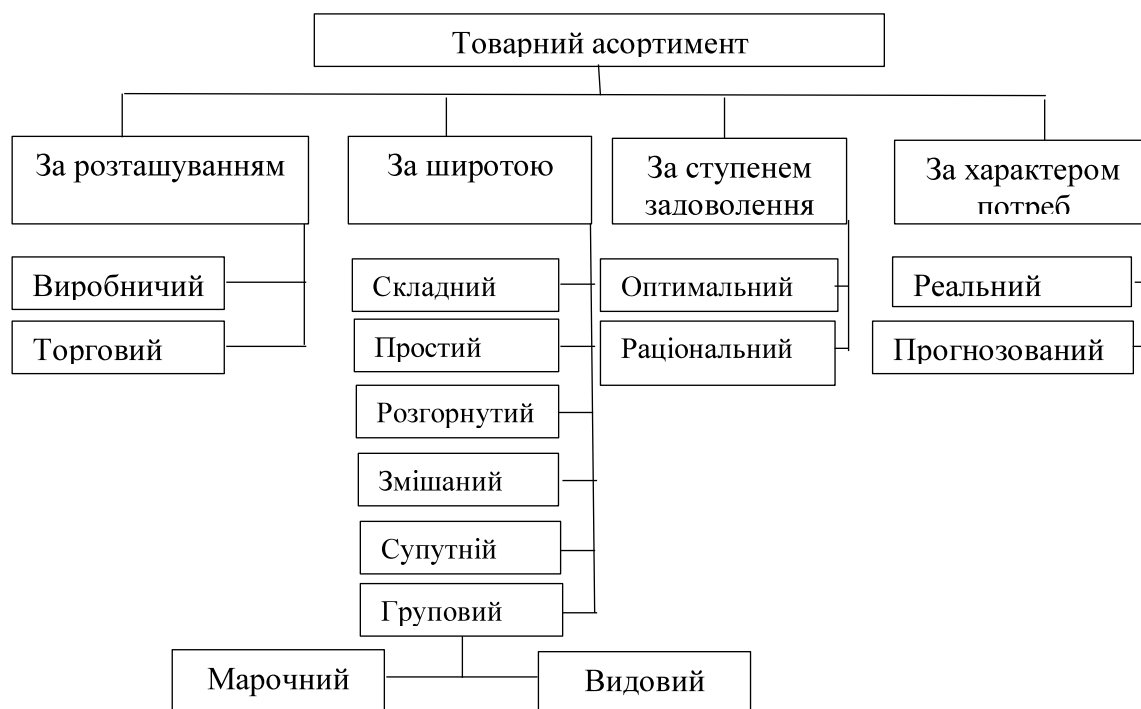 Товарний асортимент
За розташуванням
За широтою
За ступенем
задоволення
За характером
потреб
Виробничий
Торговий
Складний
Простий
Розгорнутий
Змішаний
Супутній
Груповий
Марочний
Видовий
Оптимальний
Раціональний
Реальний
Прогнозований